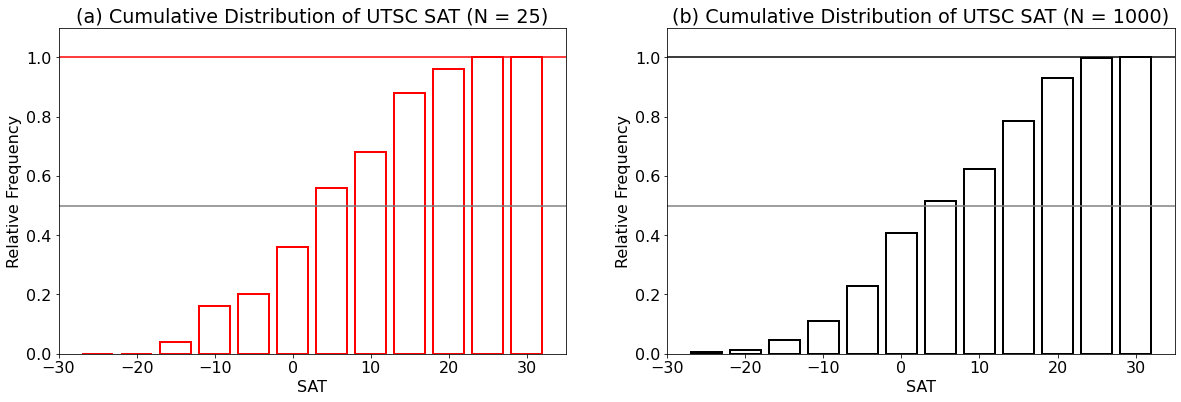 (a) Cumulative Distribution of UTSC SAT (N = 25)
Relative Frequency
1.0
0.8
0.6
0.4
0.2
0.0
−30 −20 −10 0 10 20 30
SAT
(b) Cumulative Distribution of UTSC SAT (N = 1000)
Relative Frequency
1.0
0.8
0.6
0.4
0.2
0.0
−30 −20 −10 0 10 20 30
SAT